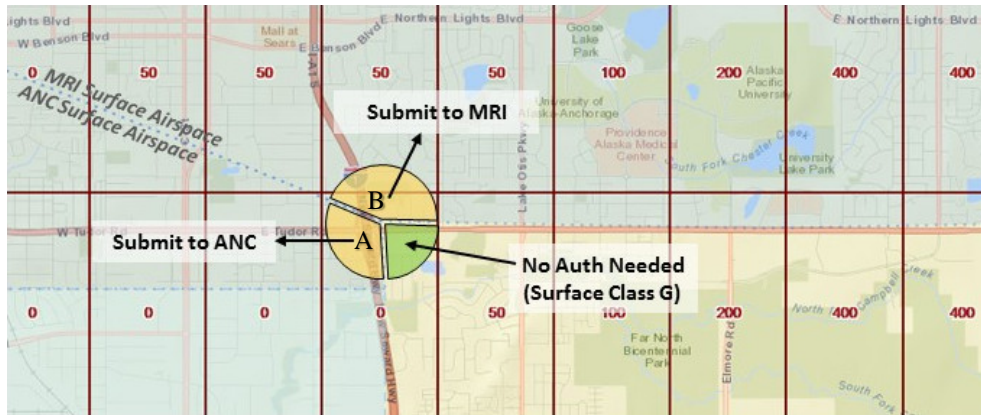 Lights Blvd
W Benson Blvd
Mall at
Sears
E Northern Lights Blvd
E Benson Blvd
Goose
Lake
Park
E Northern Lights Blvd
0
50
50
50
50
100
200
400
400
MRI Surface Airspace
ANC Surface Airspace
Submit to MRI
University of
Alaska-Anchorage
Alaska
Pacific
University
Providence
Alaska Medical
Center
South Fork Chester Creek
University
Lake Park
Lake Otis Pkwy
B
W Tudor Rd
E Tudor Rd
Submit to ANC
A
No Auth Needed
(Surface Class G)
0
0
0
0
50
100
200
400
400
Seward Hwy
Far North
Bicentennial
Park
Elmore Rd
North Fork Campbell Creek
South Fork